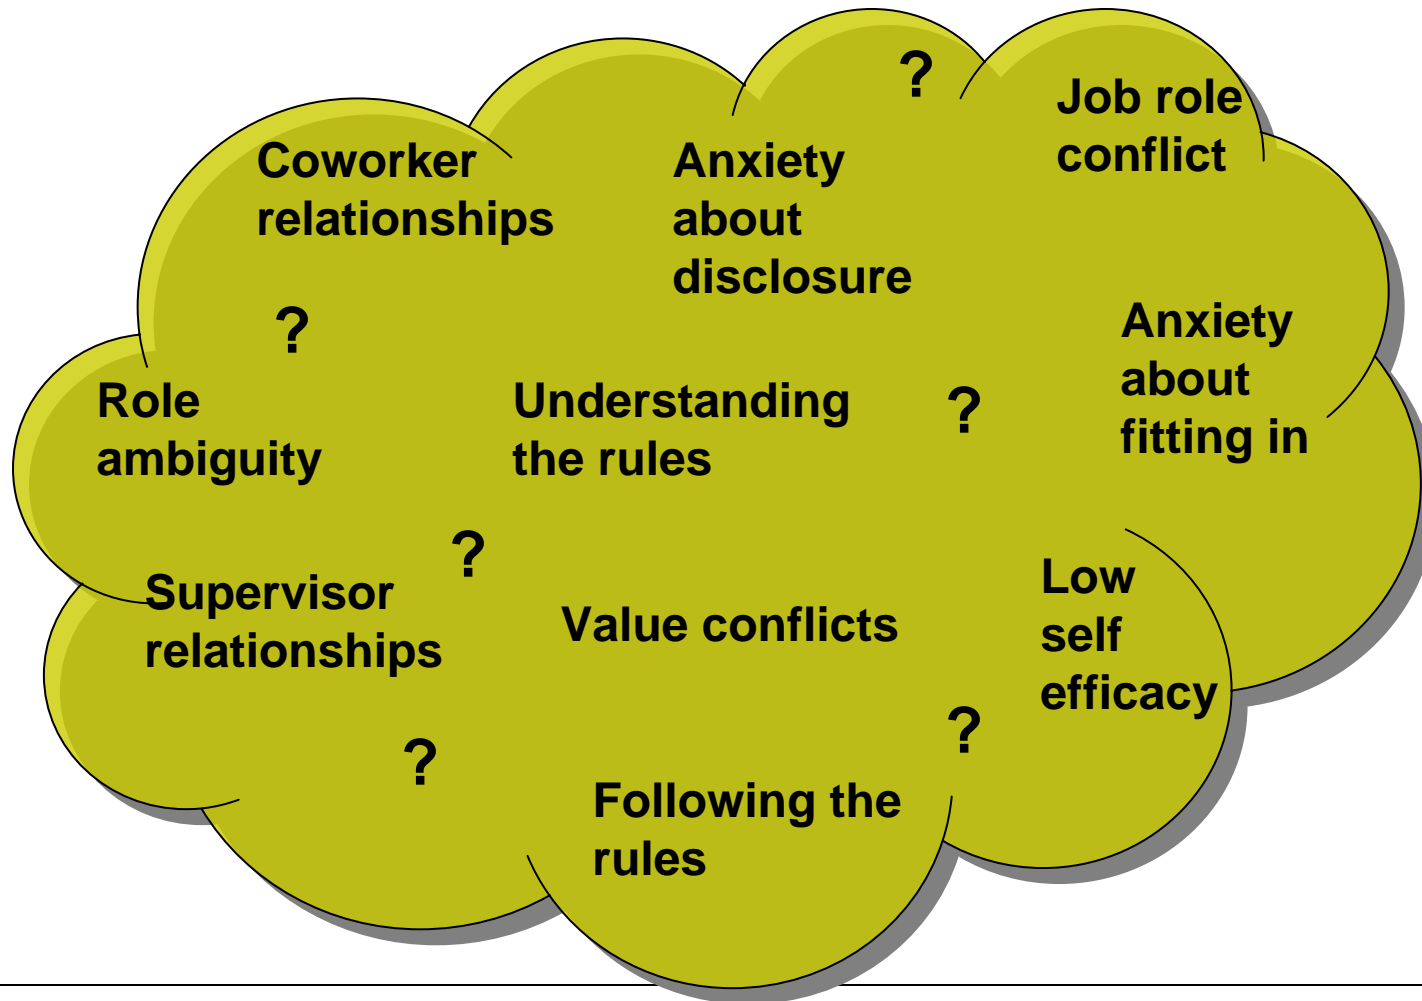 ?
Job role
conflict
Coworker
relationships
Anxiety
about
disclosure
?
Anxiety
about
fitting in
Role
ambiguity
Understanding
the rules
?
?
Supervisor
relationships
Value conflicts
Low
self
efficacy
?
?
Following the
rules